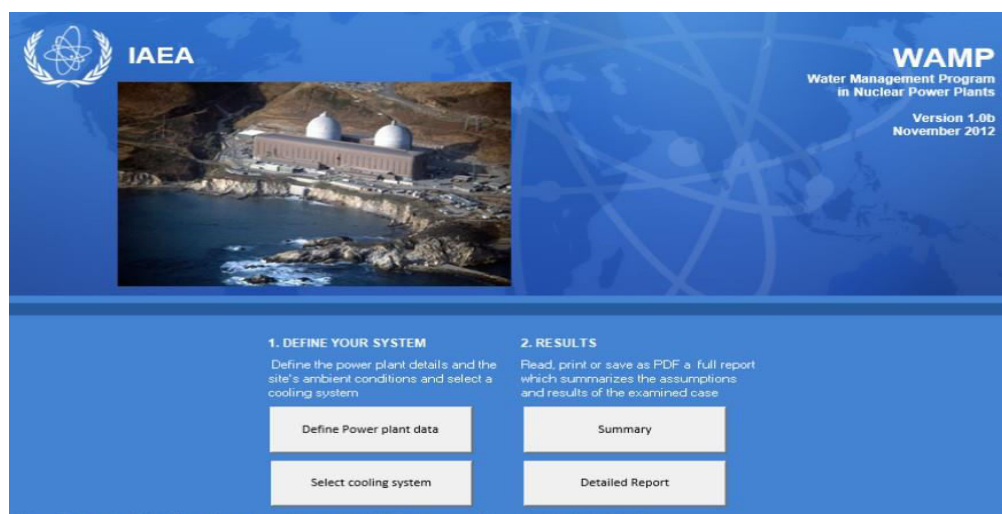 IAEA
WAMP
Water Management Program
in Nuclear Power Plants
Version 1.0b
November 2012
1. DEFINE YOUR SYSTEM
Define the power plant details and the
site's ambient conditions and select a
cooling system
Define Power plant data
Select cooling system
2. RESULTS
Read, print or save as PDF a full report
which summarizes the assumptions
and results of the examined case
Summary
Detailed Report